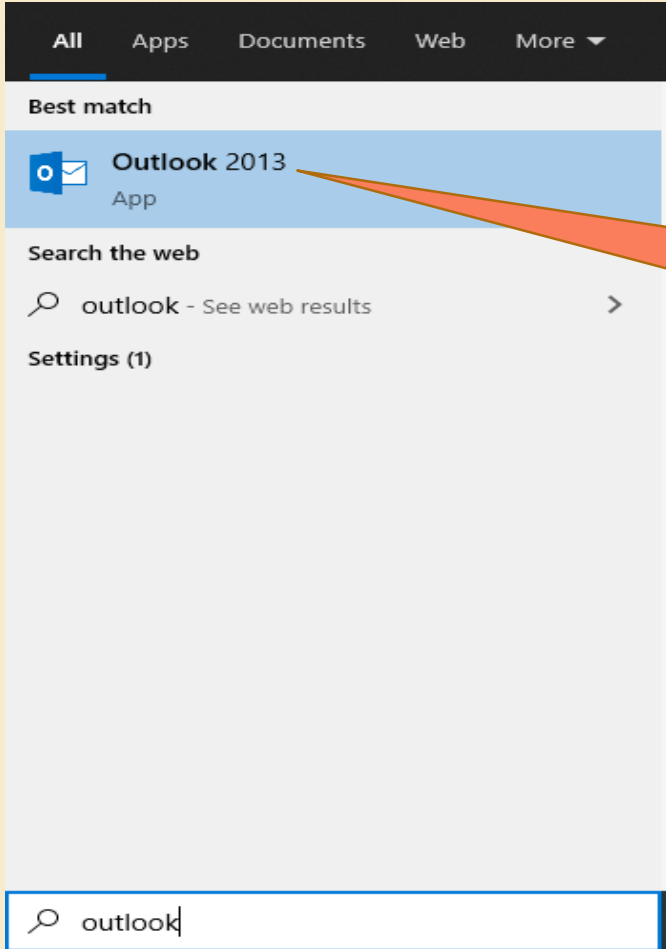 All Apps Documents Web More
Best match
Outlook 2013
App
Search the web
outlook - See web results
Settings (1)
outlook